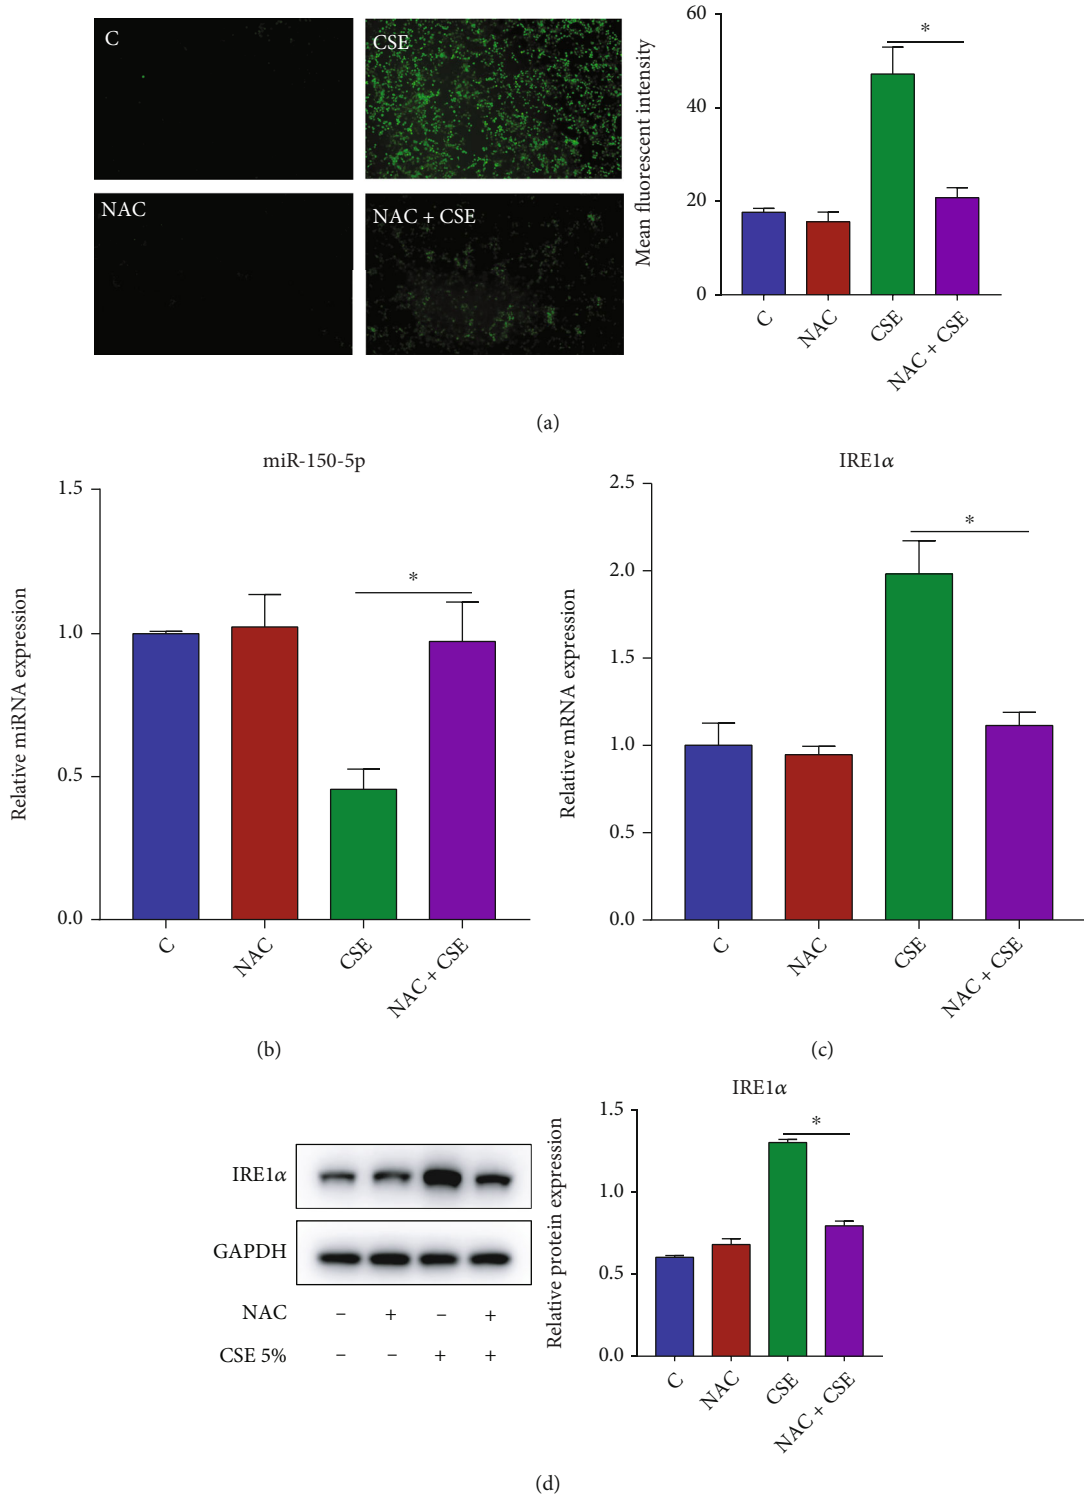 C
CSE
NAC
NAC + CSE
Mean fluorescent intensity
60
40
20
0
*
C
NAC
CSE
NAC + CSE
(a)
miR-150-5p
Relative miRNA expression
1.5
1.0
0.5
0.0
*
C
NAC
CSE
NAC + CSE
(b)
IRE1α
Relative mRNA expression
2.5
2.0
1.5
1.0
0.5
0.0
*
C
NAC
CSE
NAC + CSE
(c)
IRE1α
GAPDH
NAC − + − +
CSE 5% − − + +
IRE1α
Relative protein expression
1.5
1.0
0.5
0.0
*
C
NAC
CSE
NAC + CSE
(d)